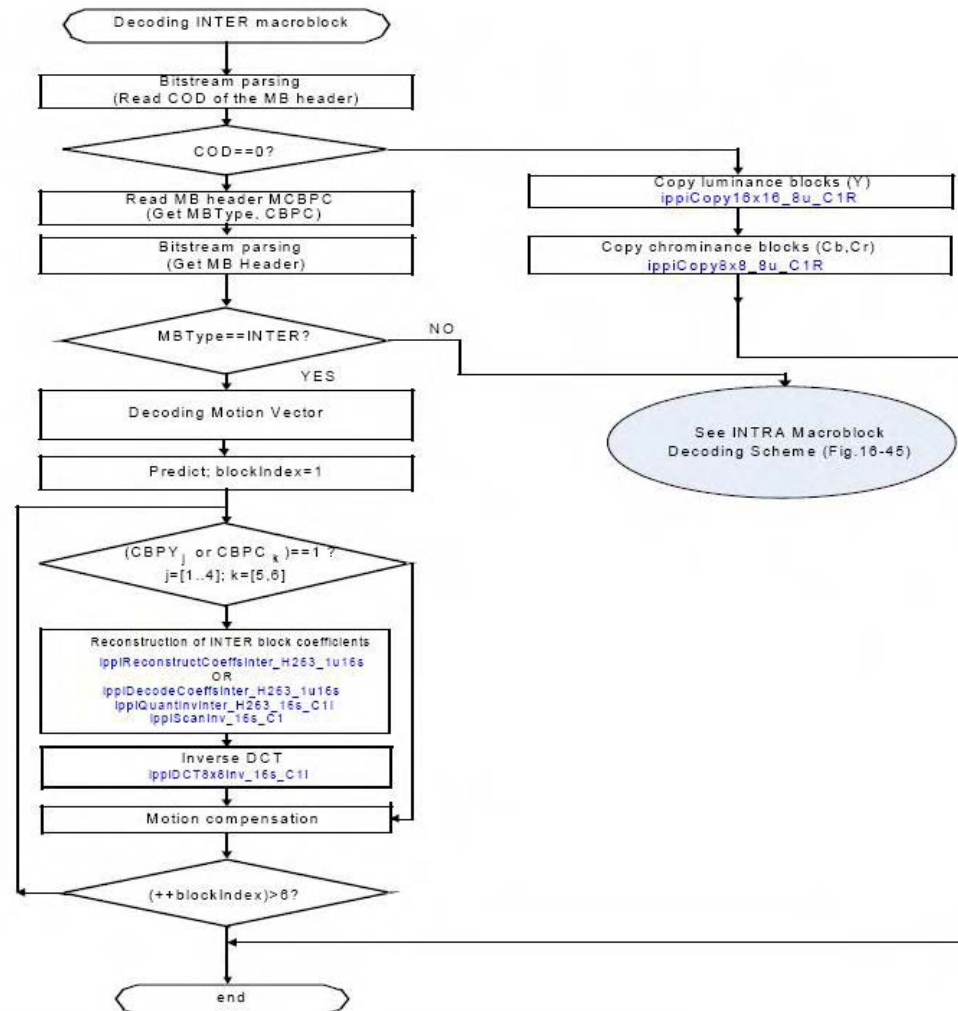 Decoding INTER macroblock
Bitstream parsing
(Read COD of the MB header)
COD==0?
Read MB header MCBPC
(Get MBType, CBPC)
Bitstream parsing
(Get MB Header)
Copy luminance blocks (Y)
ippiCopy16x16_8u_C1R
Copy chrominance blocks (Cb,Cr)
ippiCopy8x8_8u_C1R
MBType==INTER?
NO
YES
Decoding Motion Vector
See INTRA Macroblock
Decoding Scheme (Fig.16-45)
Predict; blockIndex=1
(CBPY j or CBPC k )==1 ?
j=[1..4]; k=[5,6]
Reconstruction of INTER block coefficients
ippiReconstructCoeffsInter_H263_1u16s
OR
ippiDecodeCoeffsInter_H263_1u16s
ippiQuantInvInter_H263_16s_C1I
ippiScanInv_16s_C1
Inverse DCT
ippiDCT8x8Inv_16s_C1I
Motion compensation
(++blockIndex)>6?
end